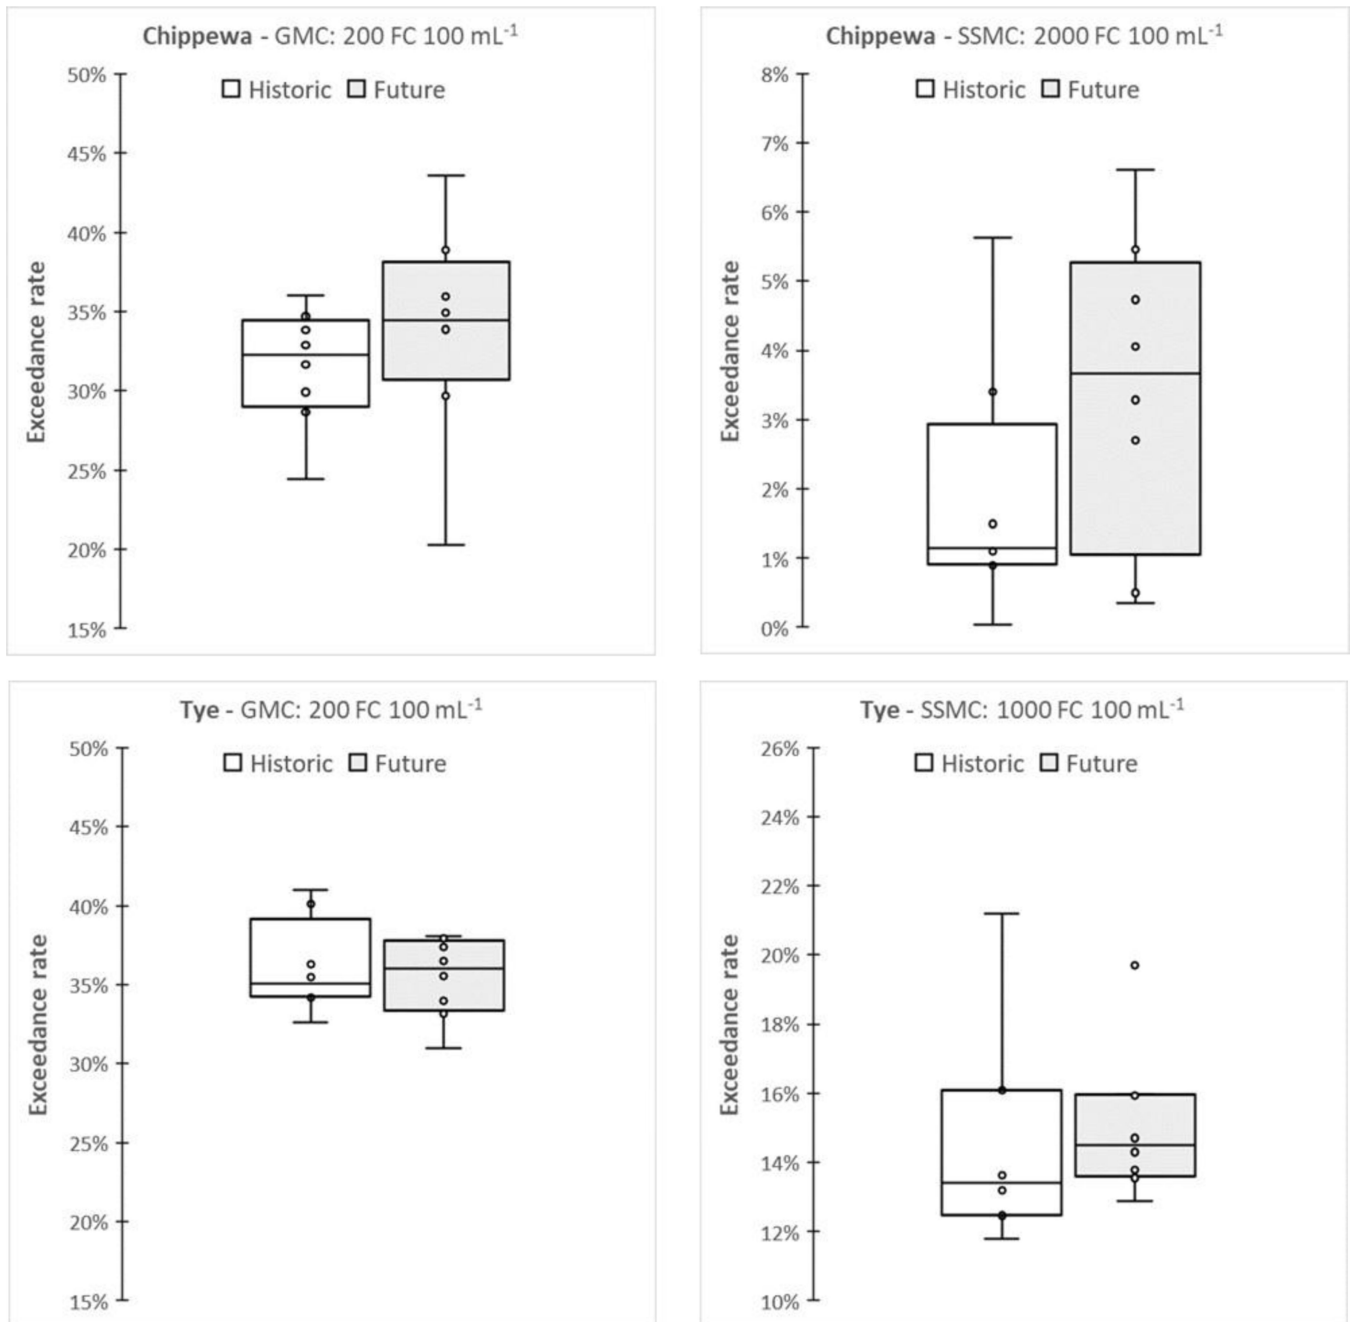 Chippewa - GMC: 200 FC 100 mL⁻¹
Historic Future
50%
45%
40%
35%
30%
25%
20%
15%
Exceedance rate
Chippewa - SSMC: 2000 FC 100 mL⁻¹
Historic Future
8%
7%
6%
5%
4%
3%
2%
1%
0%
Exceedance rate
Tye - GMC: 200 FC 100 mL⁻¹
Historic Future
50%
45%
40%
35%
30%
25%
20%
15%
Exceedance rate
Tye - SSMC: 1000 FC 100 mL⁻¹
Historic Future
26%
24%
22%
20%
18%
16%
14%
12%
10%
Exceedance rate